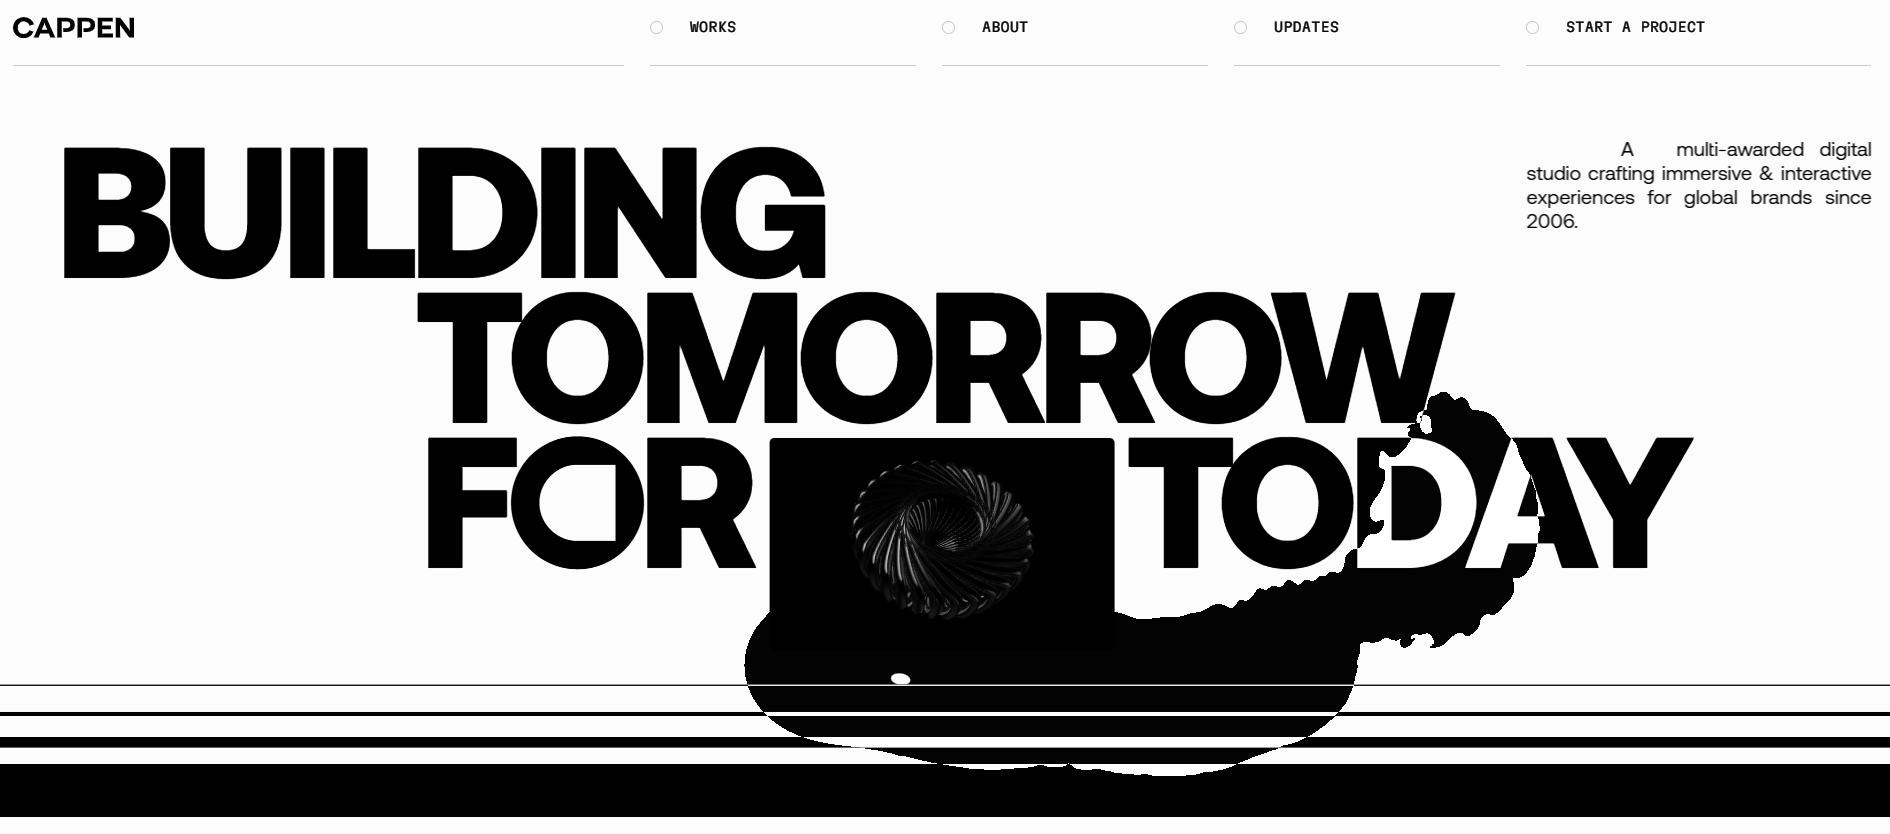 CAPPEN
WORKS
ABOUT
UPDATES
START A PROJECT
BUILDING
TOMORROW
FOR TODAY
A multi-awarded digital
studio crafting immersive & interactive
experiences for global brands since
2006.